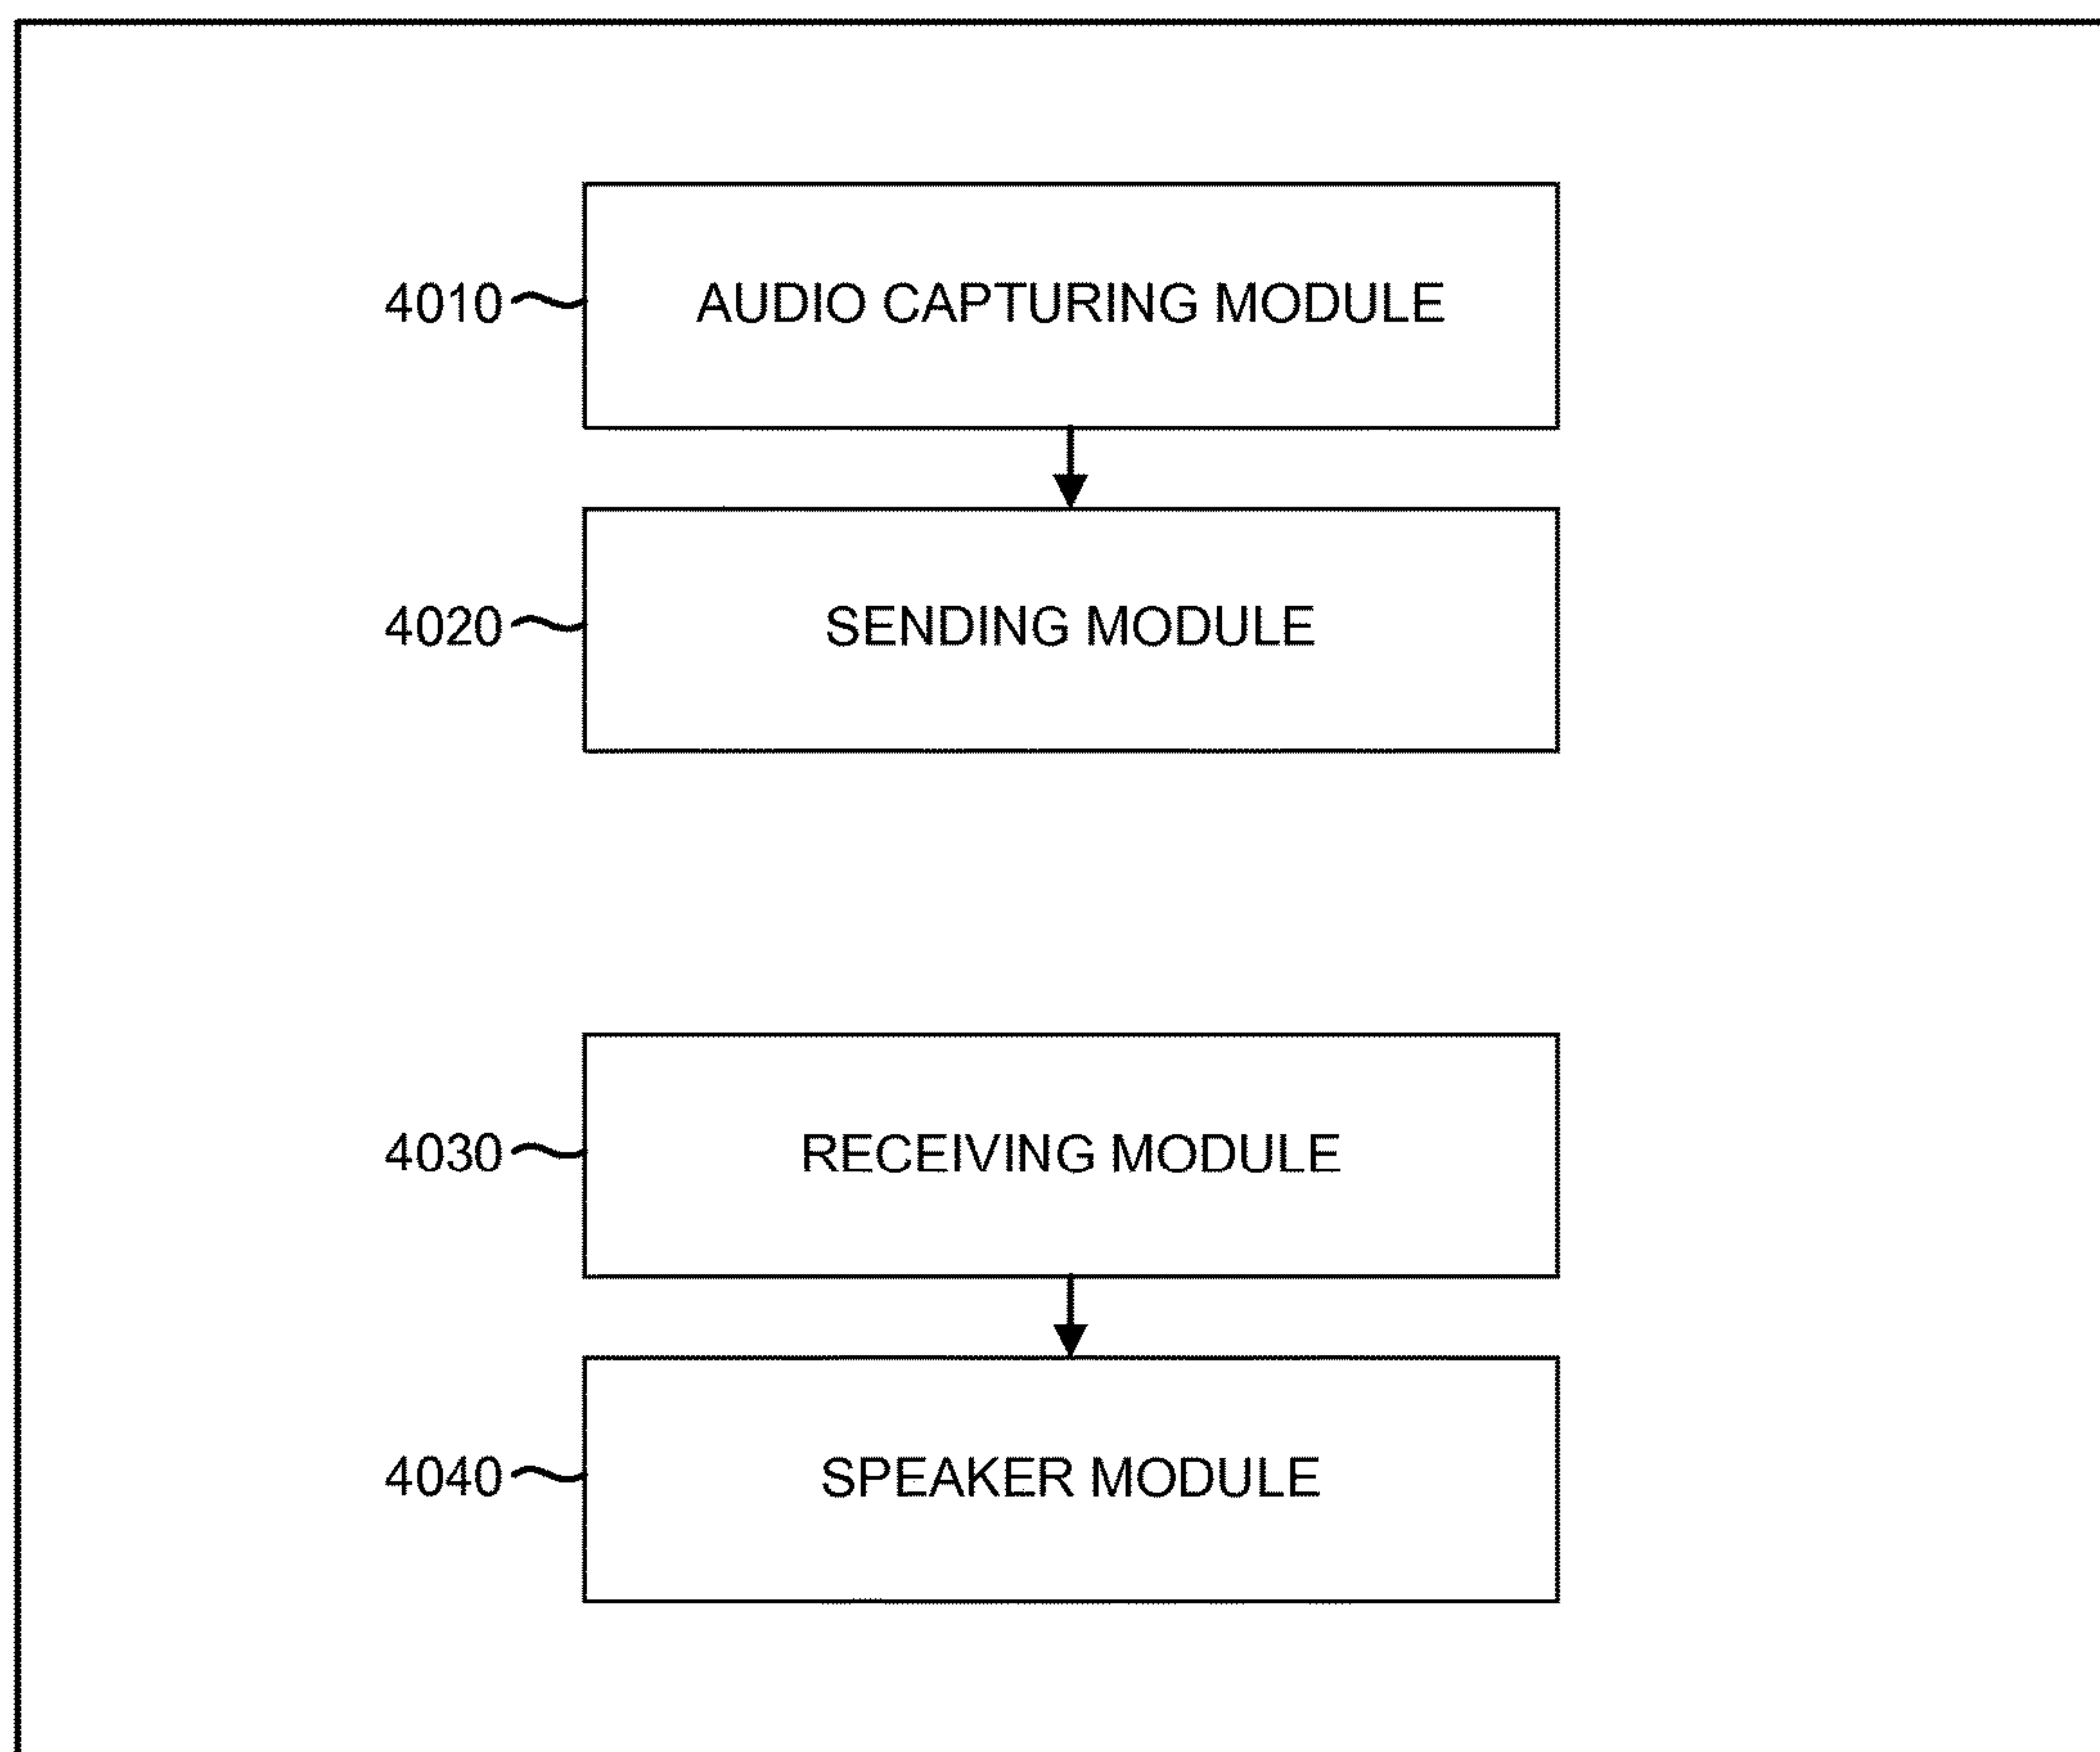 4010 AUDIO CAPTURING MODULE
4020 SENDING MODULE
4030 RECEIVING MODULE
4040 SPEAKER MODULE